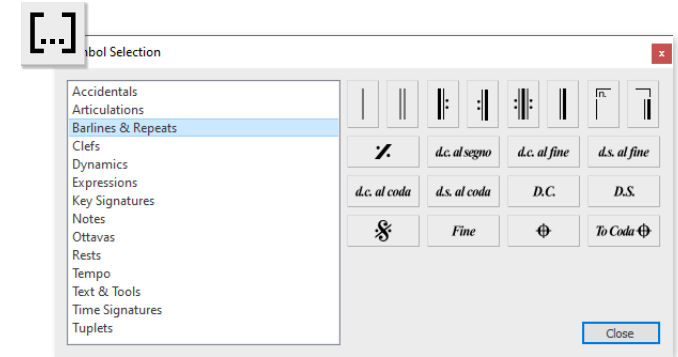 [...]
bol Selection
x
Accidentals
Articulations
Barlines & Repeats
Clefs
Dynamics
Expressions
Key Signatures
Notes
Ottavas
Rests
Tempo
Text & Tools
Time Signatures
Tuplets
n.
d.c. al segno
d.c. al fine
d.s. al fine
d.c. al coda
d.s. al coda
D.C.
D.S.
Fine
To Coda
Close